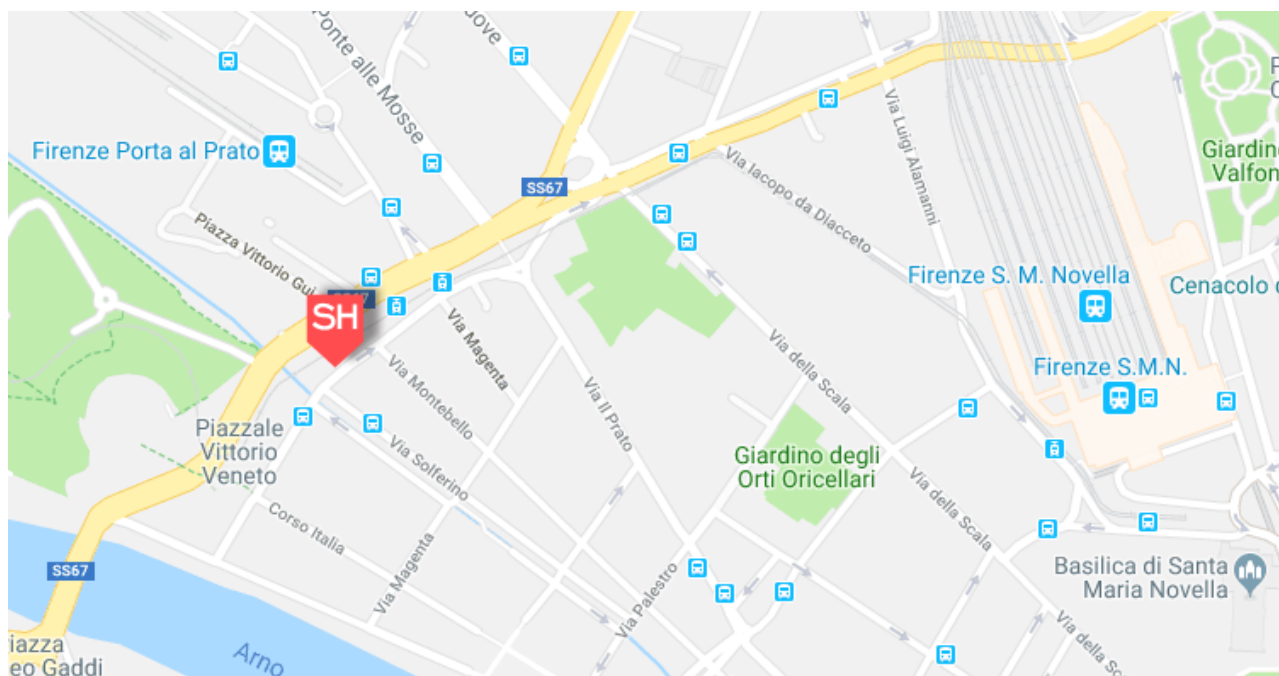 Ponte alle Mosse
Firenze Porta al Prato
SS67
Via Luigi Alamanni
Via Iacopo da Diacceto
Giardino
Valfon
Piazza Vittorio Gui
Firenze S. M. Novella
Cenacolo
SH
Via Magenta
Via Montebello
Via della Scala
Firenze S.M.N.
Via Il Prato
Piazzale
Vittorio
Veneto
Via Solferino
Giardino degli
Orti Oricellari
Via della Scala
Corso Italia
Via Magenta
SS67
Via Palestro
Basilica di Santa
Maria Novella
Arno
iazza
eo Gaddi
Via della Sc